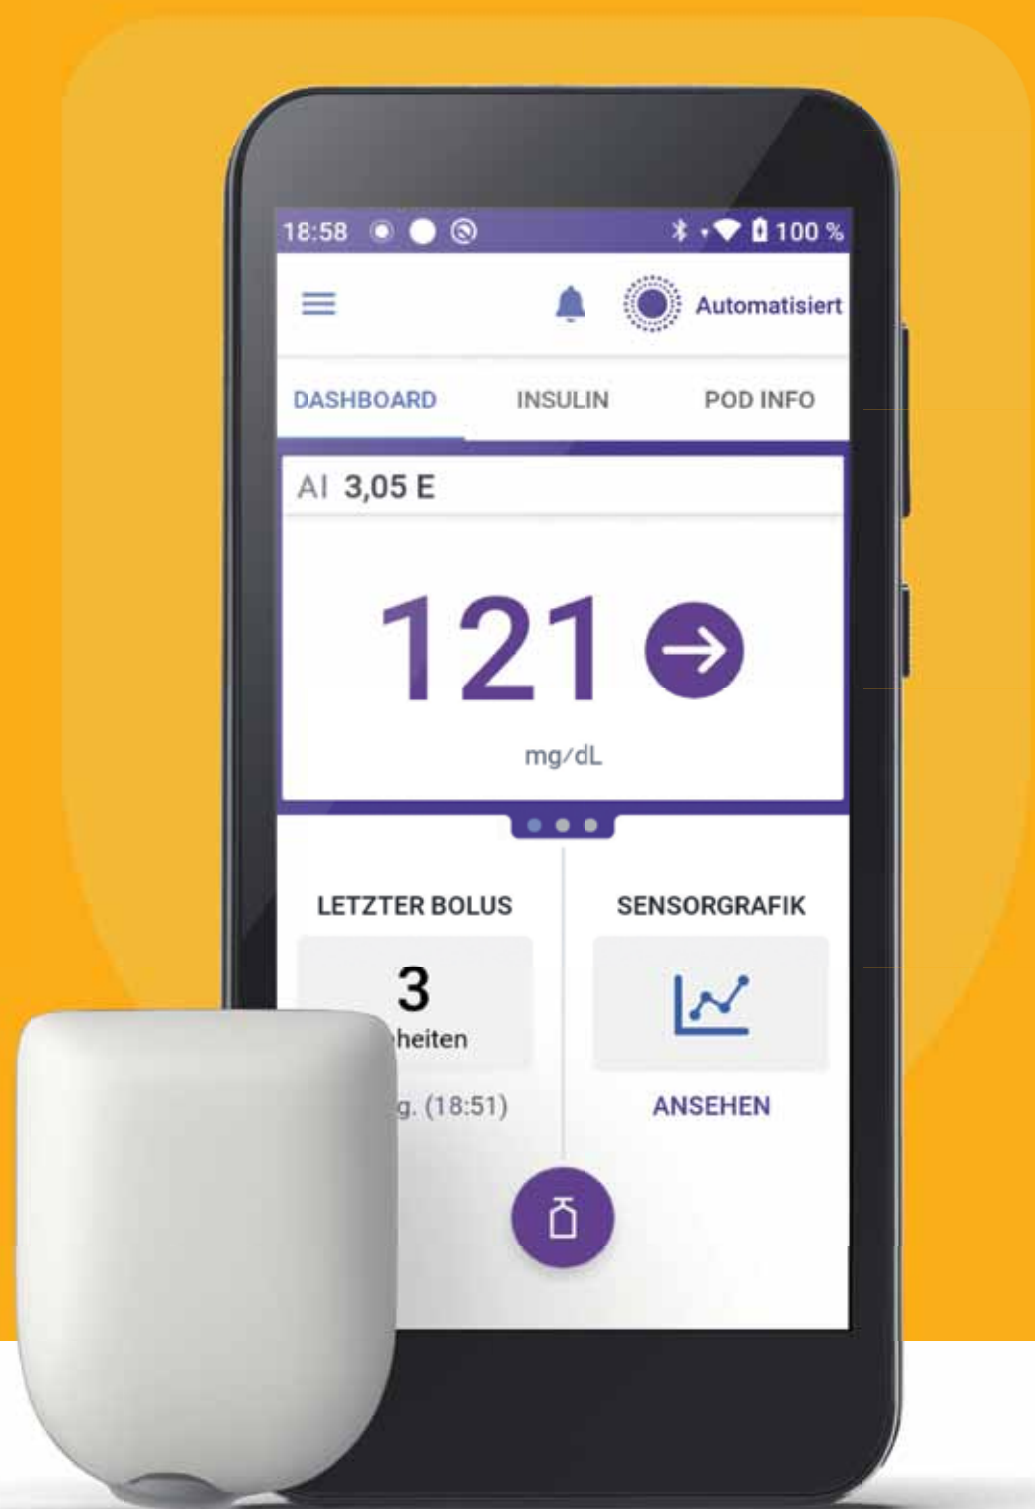 18:58 100 %
Automatisiert
DASHBOARD INSULIN POD INFO
AI 3,05 E
121
mg/dL
LETZTER BOLUS SENSORGRAFIK
3
heiten
g. (18:51) ANSEHEN